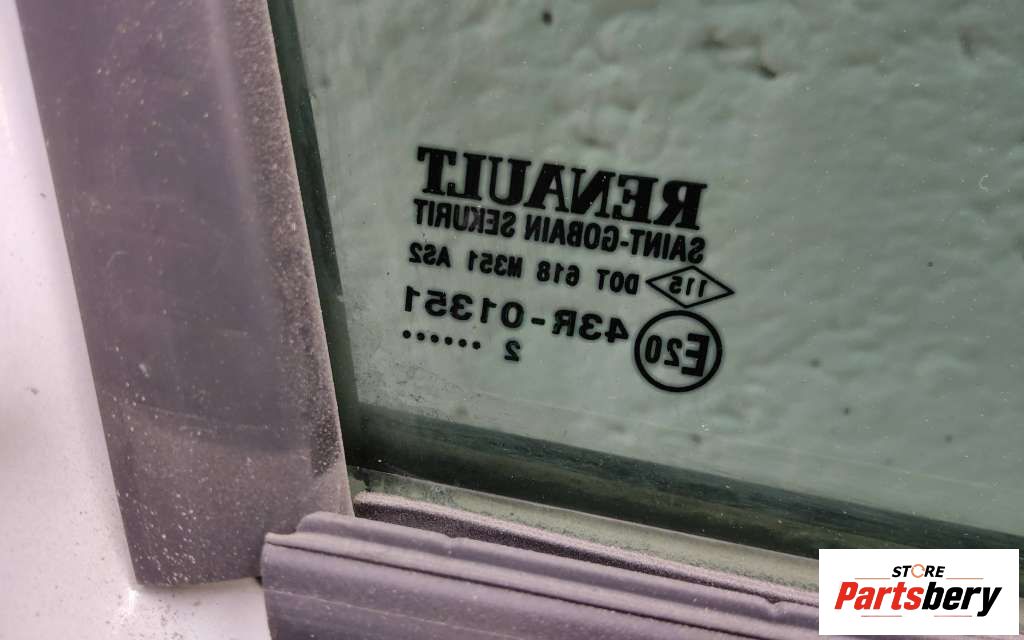 RENAULT
SAINT-GOBAIN SEKURIT
115 DOT 618 M351 AS2
E20 43R-01351
2 ......
STORE
Partsbery